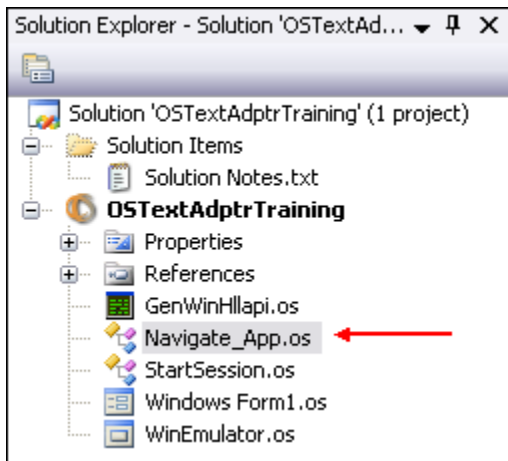 Solution Explorer - Solution 'OSTextAd...
Solution 'OSTextAdptrTraining' (1 project)
Solution Items
Solution Notes.txt
OSTextAdptrTraining
Properties
References
GenWinHllapi.os
Navigate_App.os
StartSession.os
Windows Form1.os
WinEmulator.os